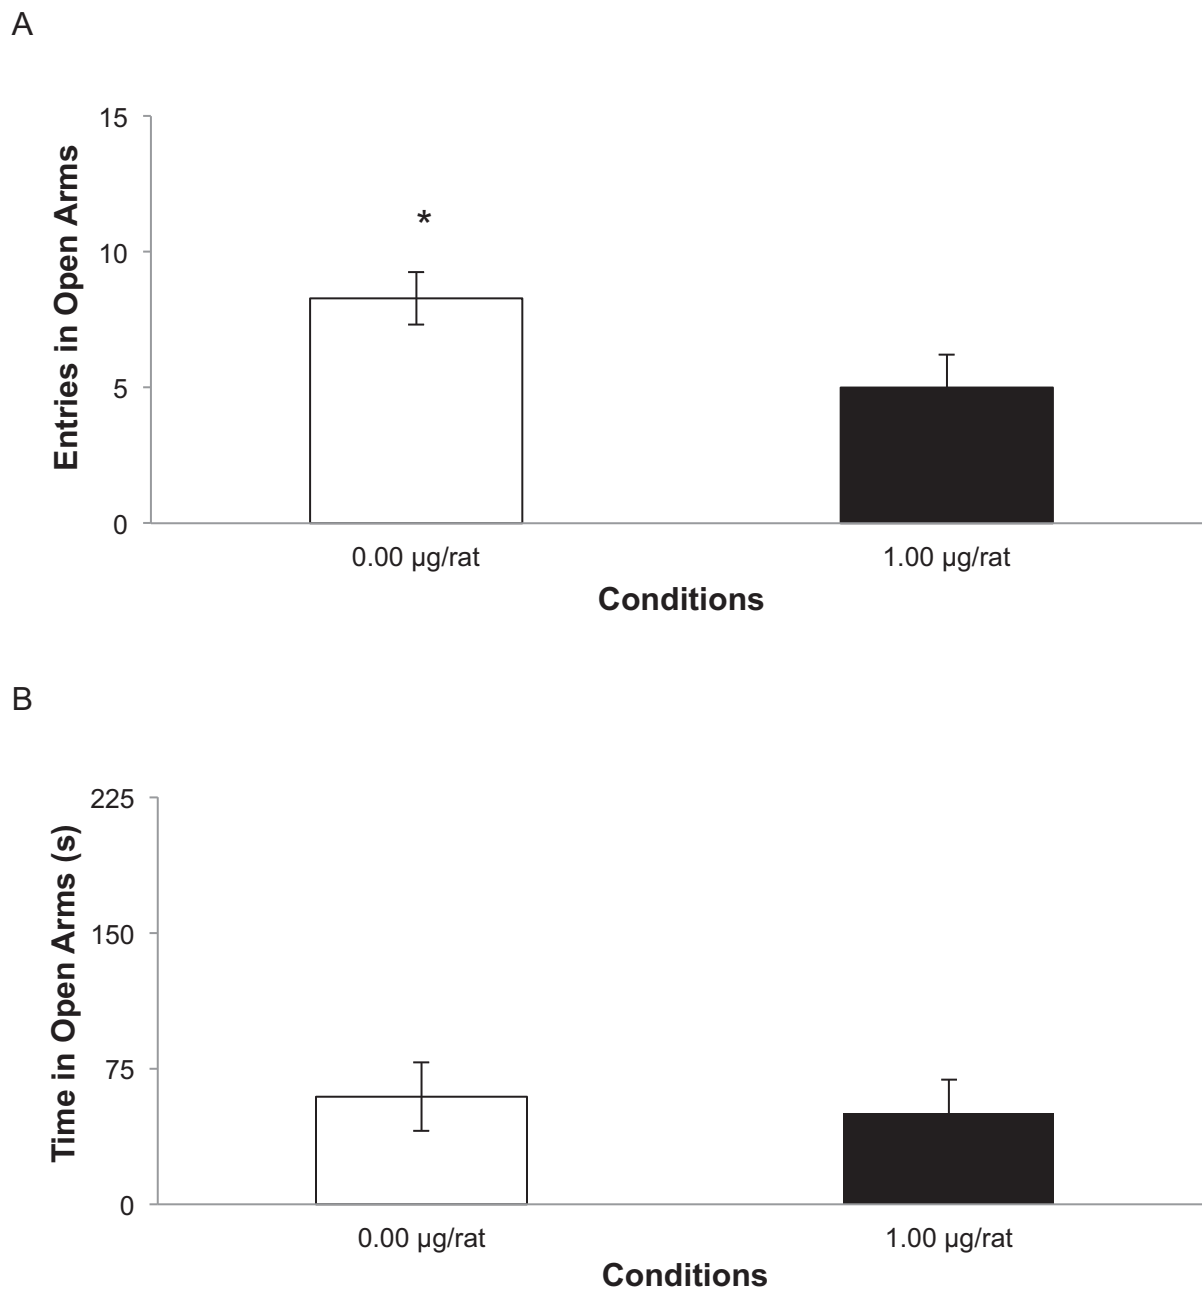 A
Entries in Open Arms
15
10
5
0
*
0.00 µg/rat
1.00 µg/rat
Conditions
B
Time in Open Arms (s)
225
150
75
0
0.00 µg/rat
1.00 µg/rat
Conditions